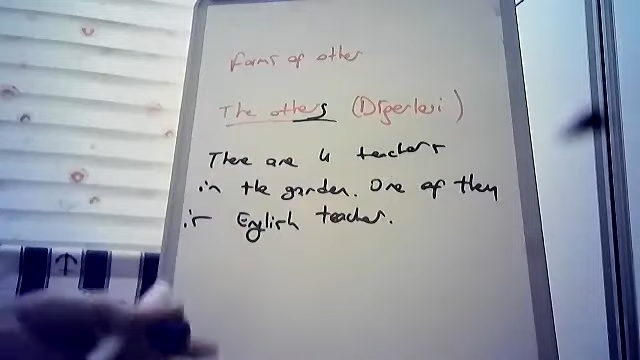 Forms of other
The others (Diğerleri)
There are 4 teachers
in the garden. One of them
is English teacher.